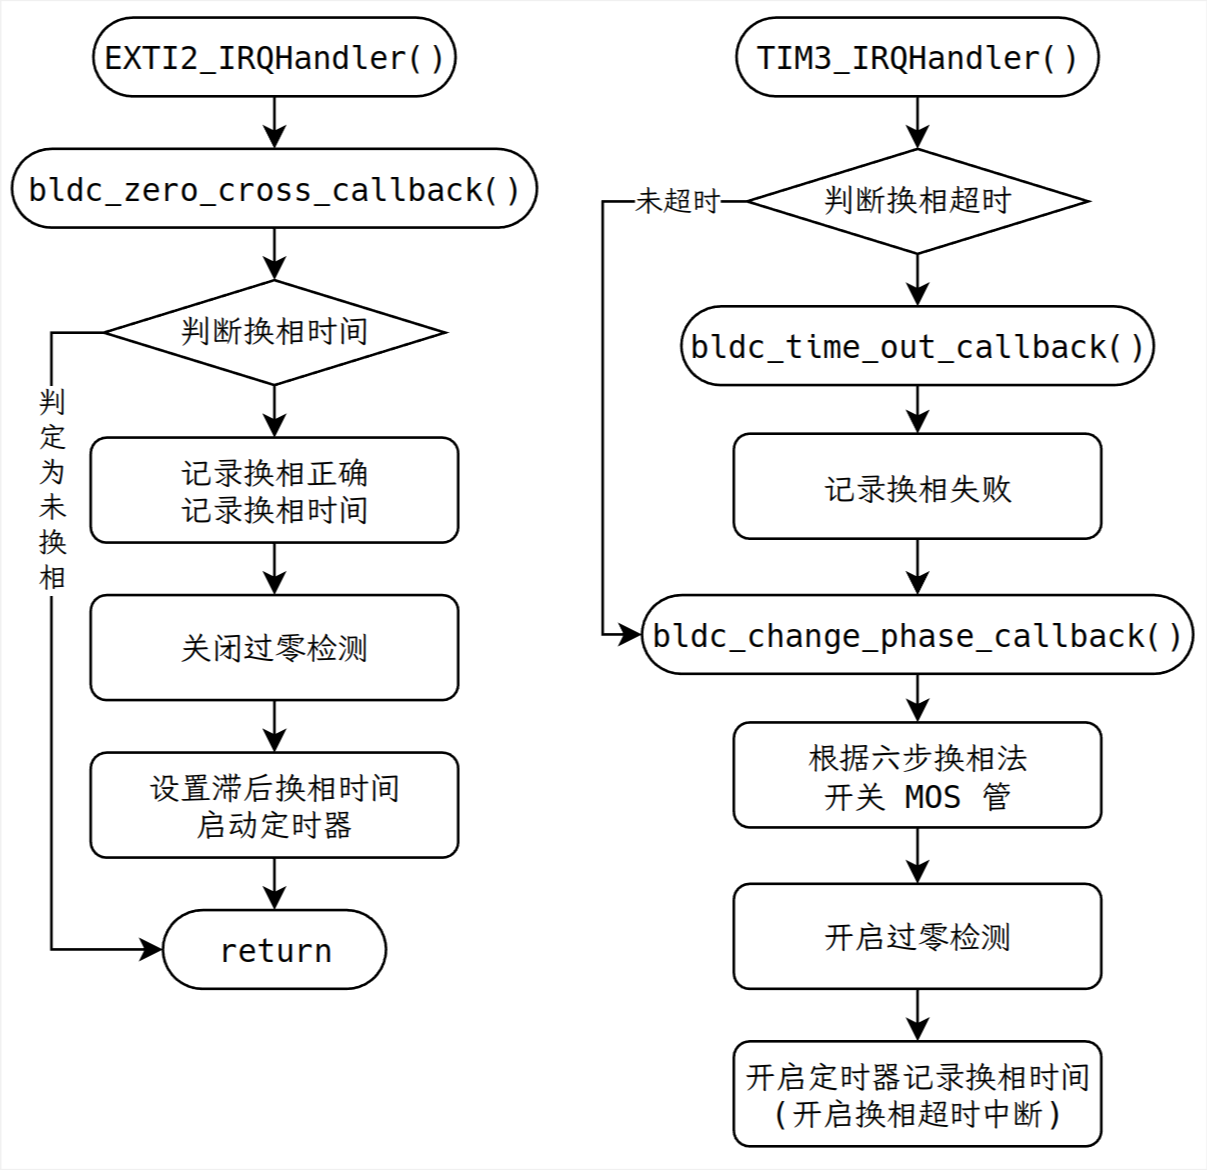 EXTI2_IRQHandler()
bldc_zero_cross_callback()
判断换相时间
判定为未换相
记录换相正确
记录换相时间
关闭过零检测
设置滞后换相时间
启动定时器
return
TIM3_IRQHandler()
判断换相超时
未超时
bldc_time_out_callback()
记录换相失败
bldc_change_phase_callback()
根据六步换相法
开关 MOS 管
开启过零检测
开启定时器记录换相时间
(开启换相超时中断)